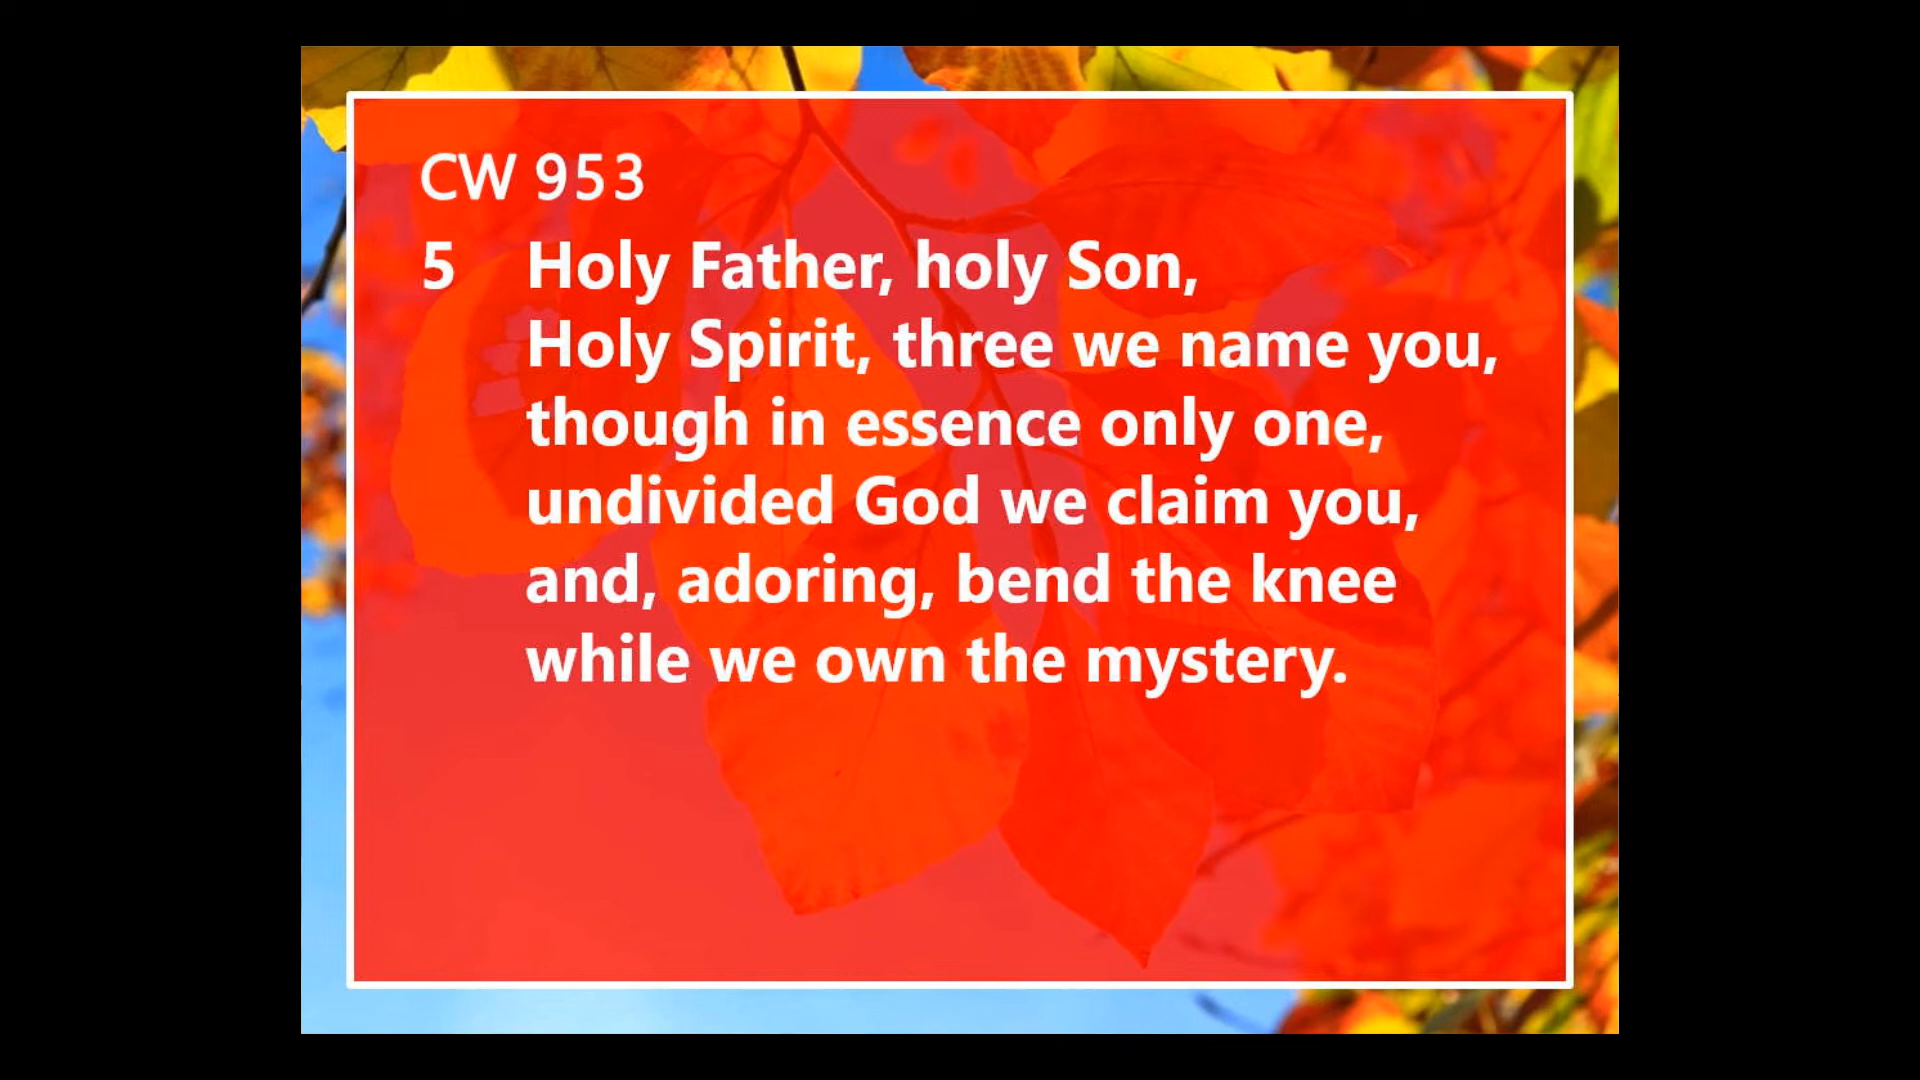 CW 953
5 Holy Father, holy Son,
Holy Spirit, three we name you,
though in essence only one,
undivided God we claim you,
and, adoring, bend the knee
while we own the mystery.